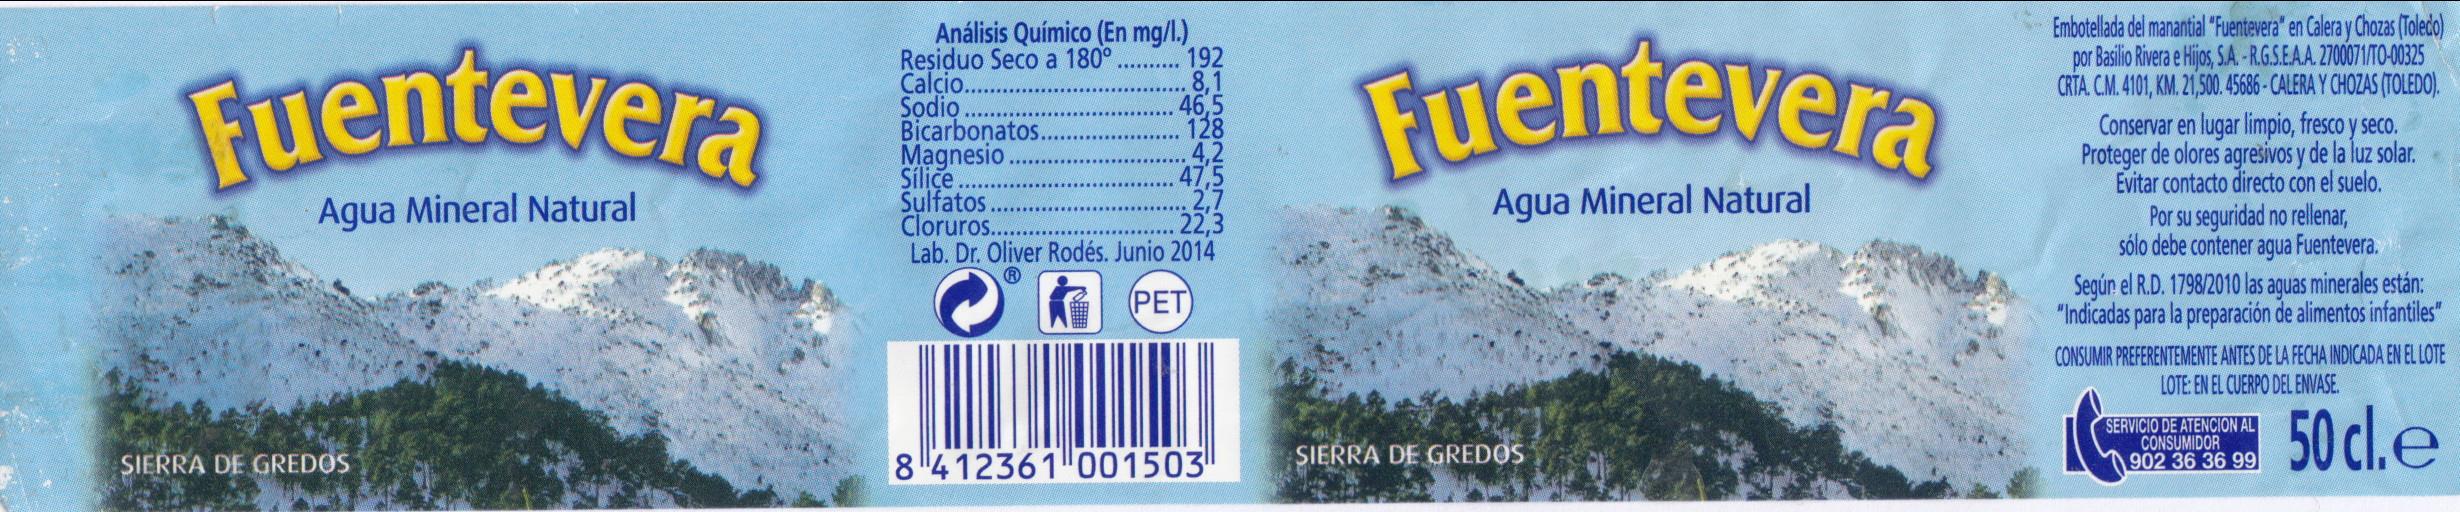 Fuentevera
Agua Mineral Natural
SIERRA DE GREDOS
Análisis Químico (En mg/l.)
Residuo Seco a 180º .......... 192
Calcio.................................. 8,1
Sodio ................................ 46,5
Bicarbonatos..................... 128
Magnesio ........................... 4,2
Sílice ................................. 47,5
Sulfatos .............................. 2,7
Cloruros............................ 22,3
Lab. Dr. Oliver Rodés. Junio 2014
®
PET
8 412361 001503
Fuentevera
Agua Mineral Natural
SIERRA DE GREDOS
Embotellada del manantial "Fuentevera" en Calera y Chozas (Toledo)
por Basilio Rivera e Hijos, S.A. - R.G.S.E.A.A. 2700071/TO-00325
CRTA. C.M. 4101, KM. 21,500. 45686 - CALERA Y CHOZAS (TOLEDO).
Conservar en lugar limpio, fresco y seco.
Proteger de olores agresivos y de la luz solar.
Evitar contacto directo con el suelo.
Por su seguridad no rellenar,
sólo debe contener agua Fuentevera.
Según el R.D. 1798/2010 las aguas minerales están:
"Indicadas para la preparación de alimentos infantiles"
CONSUMIR PREFERENTEMENTE ANTES DE LA FECHA INDICADA EN EL LOTE
LOTE: EN EL CUERPO DEL ENVASE.
SERVICIO DE ATENCION AL
CONSUMIDOR
902 36 36 99
50 cl. e